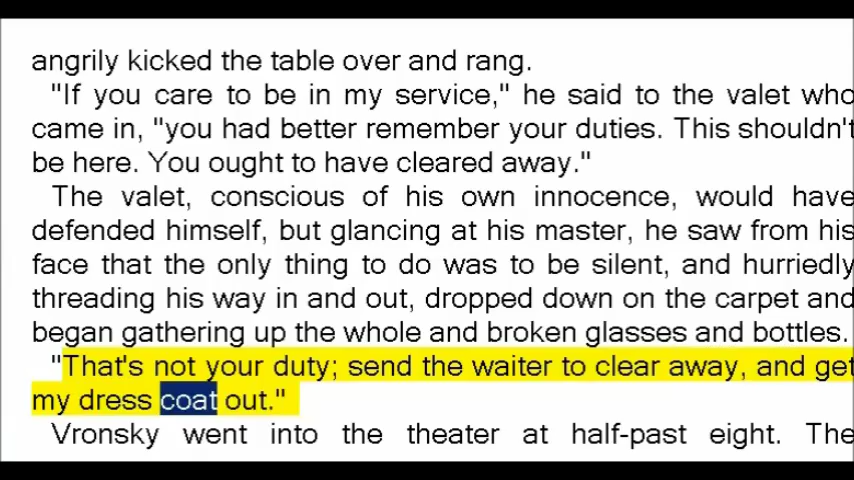 angrily kicked the table over and rang.
"If you care to be in my service," he said to the valet who
came in, "you had better remember your duties. This shouldn't
be here. You ought to have cleared away."
The valet, conscious of his own innocence, would have
defended himself, but glancing at his master, he saw from his
face that the only thing to do was to be silent, and hurriedly
threading his way in and out, dropped down on the carpet and
began gathering up the whole and broken glasses and bottles.
"That's not your duty; send the waiter to clear away, and get
my dress coat out."
Vronsky went into the theater at half-past eight. The